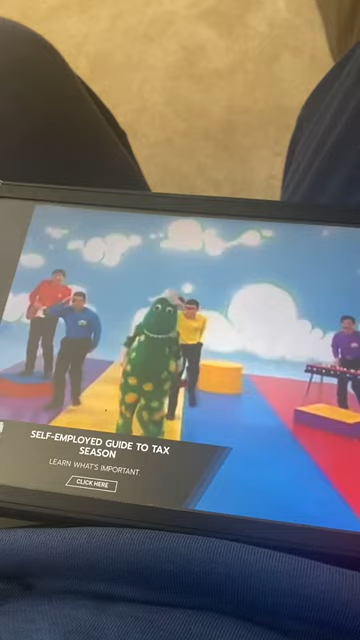 SELF-EMPLOYED GUIDE TO TAX
SEASON
LEARN WHAT'S IMPORTANT.
CLICK HERE